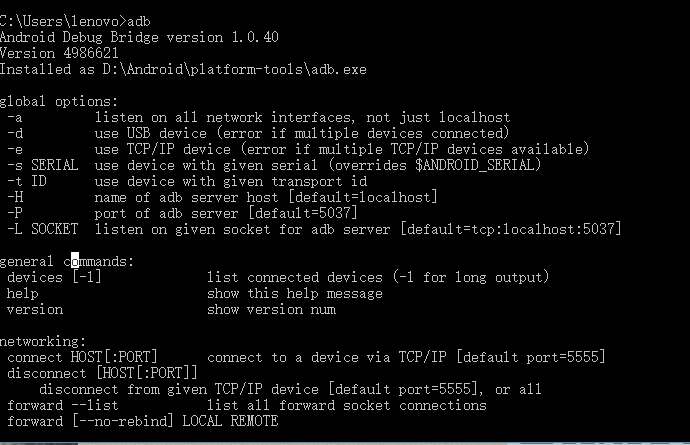 C:\Users\lenovo>adb
Android Debug Bridge version 1.0.40
Version 4986621
Installed as D:\Android\platform-tools\adb.exe
global options:
-a listen on all network interfaces, not just localhost
-d use USB device (error if multiple devices connected)
-e use TCP/IP device (error if multiple TCP/IP devices available)
-s SERIAL use device with given serial (overrides $ANDROID_SERIAL)
-t ID use device with given transport id
-H name of adb server host [default=localhost]
-P port of adb server [default=5037]
-L SOCKET listen on given socket for adb server [default=tcp:localhost:5037]
general commands:
devices [-l] list connected devices (-l for long output)
help show this help message
version show version num
networking:
connect HOST[:PORT] connect to a device via TCP/IP [default port=5555]
disconnect [HOST[:PORT]]
disconnect from given TCP/IP device [default port=5555], or all
forward --list list all forward socket connections
forward [--no-rebind] LOCAL REMOTE